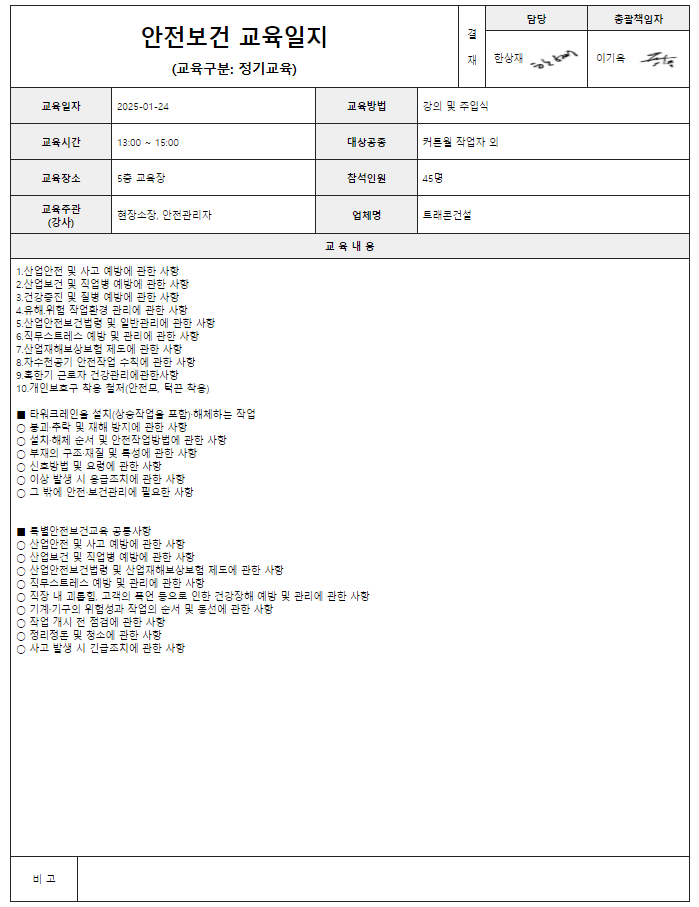 안전보건 교육일지
(교육구분: 정기교육)
결
재
담당
총괄책임자
한상재
이기욱
교육일자
2025-01-24
교육방법
강의 및 주입식
교육시간
13:00 ~ 15:00
대상공종
커튼월 작업자 외
교육장소
5층 교육장
참석인원
45명
교육주관
(강사)
현장소장, 안전관리자
업체명
트래콘건설
교 육 내 용
1.산업안전 및 사고 예방에 관한 사항
2.산업보건 및 직업병 예방에 관한 사항
3.건강증진 및 질병 예방에 관한 사항
4.유해.위험 작업환경 관리에 관한 사항
5.산업안전보건법령 및 일반관리에 관한 사항
6.직무스트레스 예방 및 관리에 관한 사항
7.산업재해보상보험 제도에 관한 사항
8.차수천공기 안전작업 수칙에 관한 사항
9.혹한기 근로자 건강관리에관한사항
10.개인보호구 착용 철저(안전모, 턱끈 착용)
■ 타워크레인을 설치(상승작업을 포함)·해체하는 작업
○ 붕괴·추락 및 재해 방지에 관한 사항
○ 설치·해체 순서 및 안전작업방법에 관한 사항
○ 부재의 구조·재질 및 특성에 관한 사항
○ 신호방법 및 요령에 관한 사항
○ 이상 발생 시 응급조치에 관한 사항
○ 그 밖에 안전·보건관리에 필요한 사항
■ 특별안전보건교육 공통사항
○ 산업안전 및 사고 예방에 관한 사항
○ 산업보건 및 직업병 예방에 관한 사항
○ 산업안전보건법령 및 산업재해보상보험 제도에 관한 사항
○ 직무스트레스 예방 및 관리에 관한 사항
○ 직장 내 괴롭힘, 고객의 폭언 등으로 인한 건강장해 예방 및 관리에 관한 사항
○ 기계·기구의 위험성과 작업의 순서 및 동선에 관한 사항
○ 작업 개시 전 점검에 관한 사항
○ 정리정돈 및 청소에 관한 사항
○ 사고 발생 시 긴급조치에 관한 사항
비 고